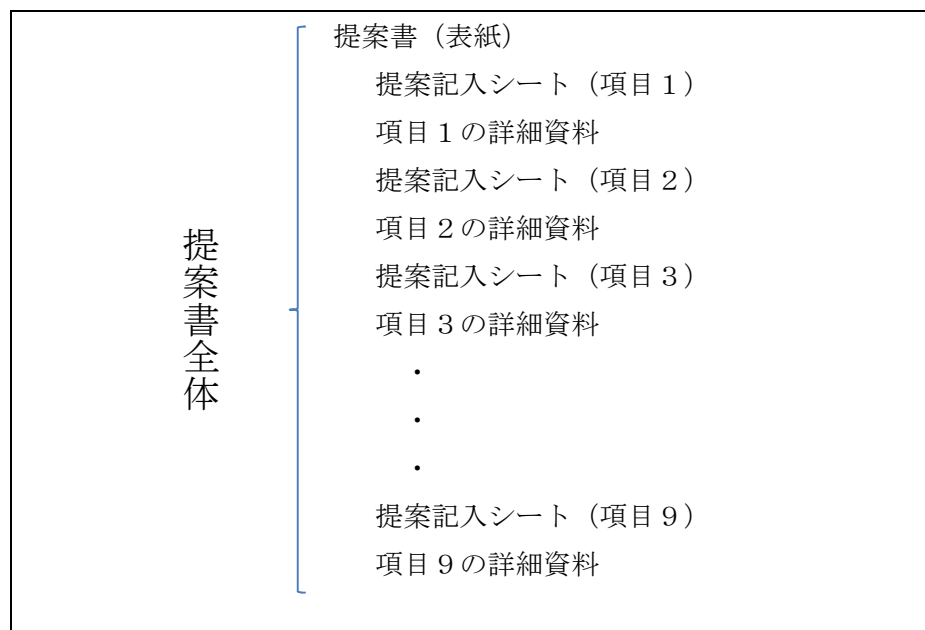 提案書全体
提案書（表紙）
提案記入シート（項目１）
項目１の詳細資料
提案記入シート（項目２）
項目２の詳細資料
提案記入シート（項目３）
項目３の詳細資料
・
・
・
提案記入シート（項目９）
項目９の詳細資料